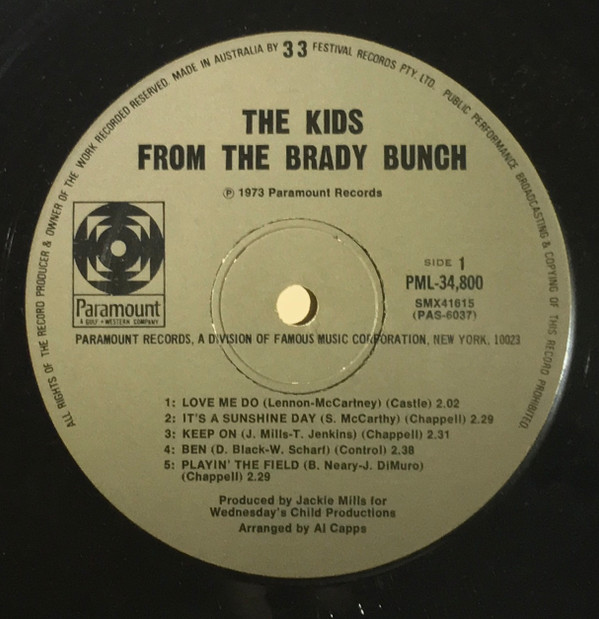 ALL RIGHTS OF THE RECORD PRODUCER & OWNER OF THE WORK RECORDED RESERVED. MADE IN AUSTRALIA BY 33 FESTIVAL RECORDS PTY. LTD. PUBLIC PERFORMANCE BROADCASTING & COPYING OF THIS RECORD PROHIBITED.
THE KIDS
FROM THE BRADY BUNCH
Ⓟ 1973 Paramount Records
Paramount
A GULF + WESTERN COMPANY
SIDE 1
PML-34,800
SMX41615
(PAS-6037)
PARAMOUNT RECORDS, A DIVISION OF FAMOUS MUSIC CORPORATION, NEW YORK, 10023
1: LOVE ME DO (Lennon-McCartney) (Castle) 2.02
2: IT'S A SUNSHINE DAY (S. McCarthy) (Chappell) 2.29
3: KEEP ON (J. Mills-T. Jenkins) (Chappell) 2.31
4: BEN (D. Black-W. Scharf) (Control) 2.38
5: PLAYIN' THE FIELD (B. Neary-J. DiMuro)
(Chappell) 2.29
Produced by Jackie Mills for
Wednesday's Child Productions
Arranged by Al Capps